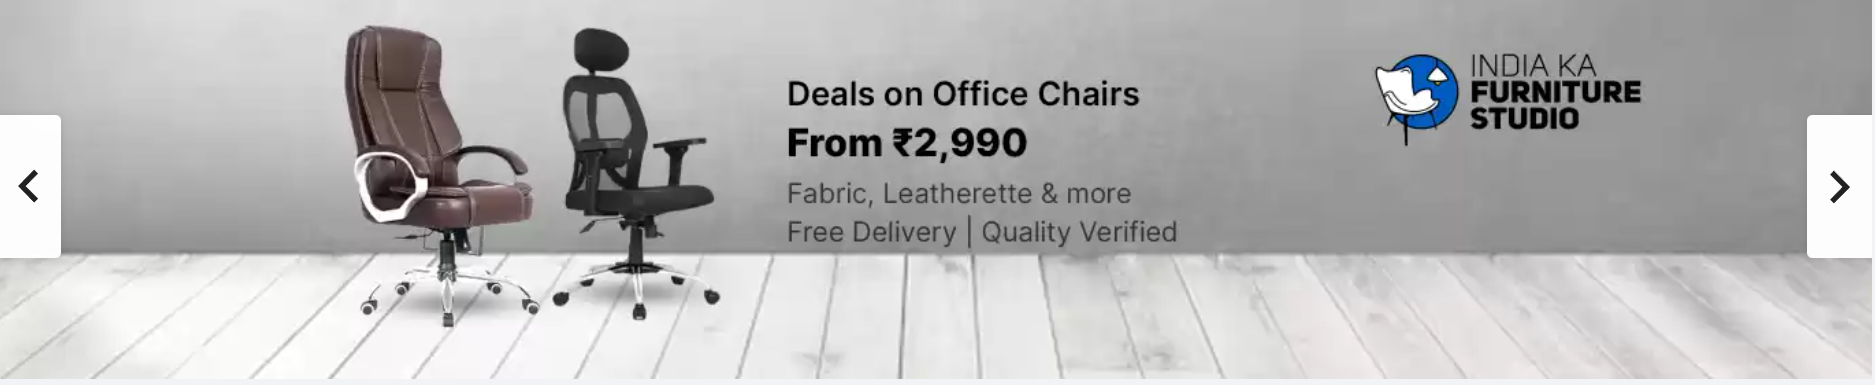 Deals on Office Chairs
From ₹2,990
Fabric, Leatherette & more
Free Delivery | Quality Verified
INDIA KA
FURNITURE
STUDIO